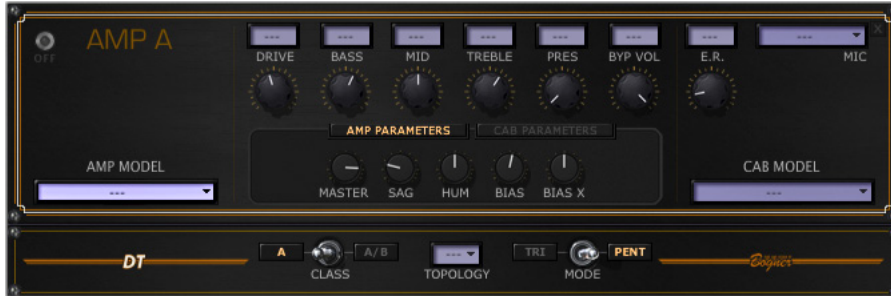 AMP A
OFF
--- --- --- --- --- --- --- ---
DRIVE BASS MID TREBLE PRES BYP VOL E.R. MIC
X
AMP PARAMETERS CAB PARAMETERS
AMP MODEL
---
MASTER SAG HUM BIAS BIAS X
CAB MODEL
---
DT
A A/B
CLASS
---
TOPOLOGY
TRI PENT
MODE
Bogner